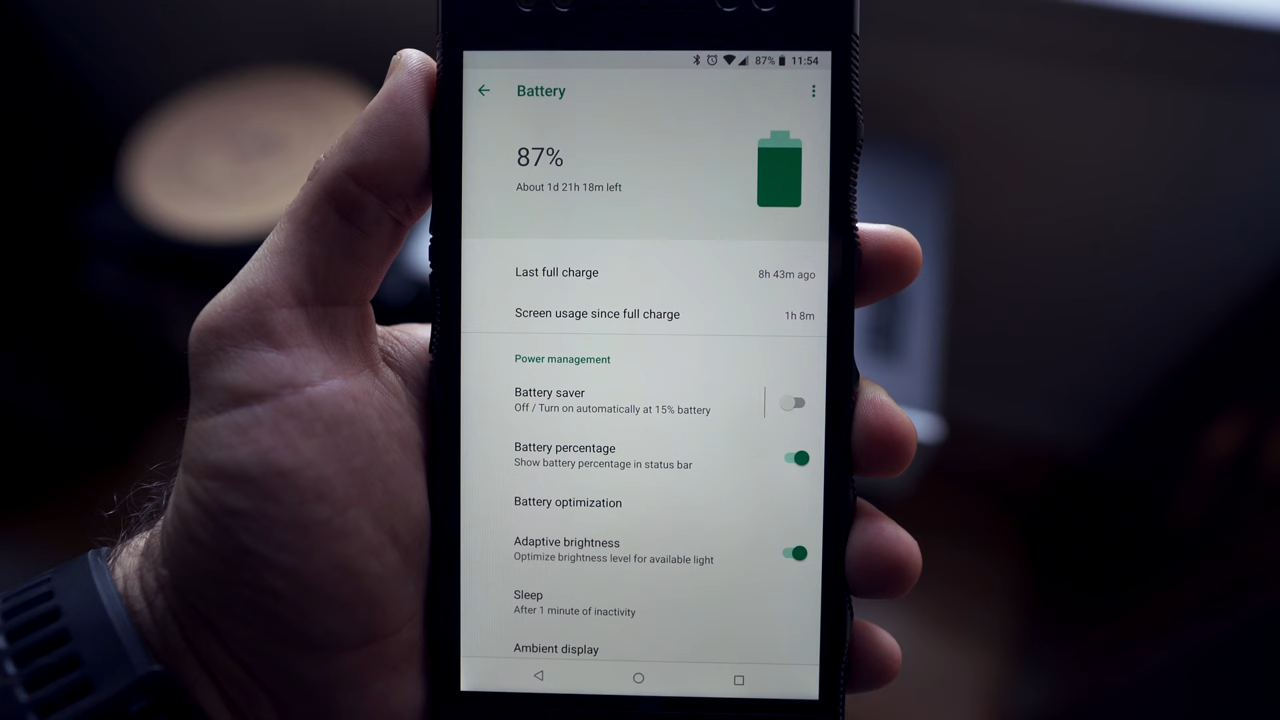 87% 11:54
Battery
87%
About 1d 21h 18m left
Last full charge 8h 43m ago
Screen usage since full charge 1h 8m
Power management
Battery saver
Off / Turn on automatically at 15% battery
Battery percentage
Show battery percentage in status bar
Battery optimization
Adaptive brightness
Optimize brightness level for available light
Sleep
After 1 minute of inactivity
Ambient display